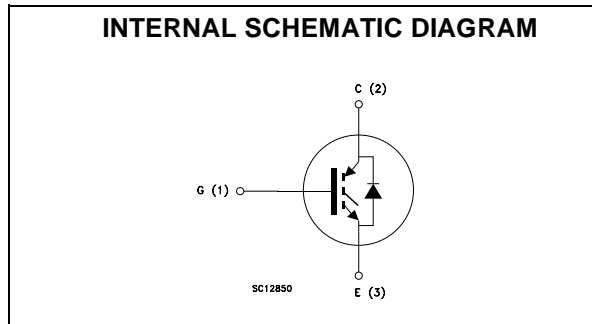 INTERNAL SCHEMATIC DIAGRAM
C (2)
G (1)
SC12850
E (3)